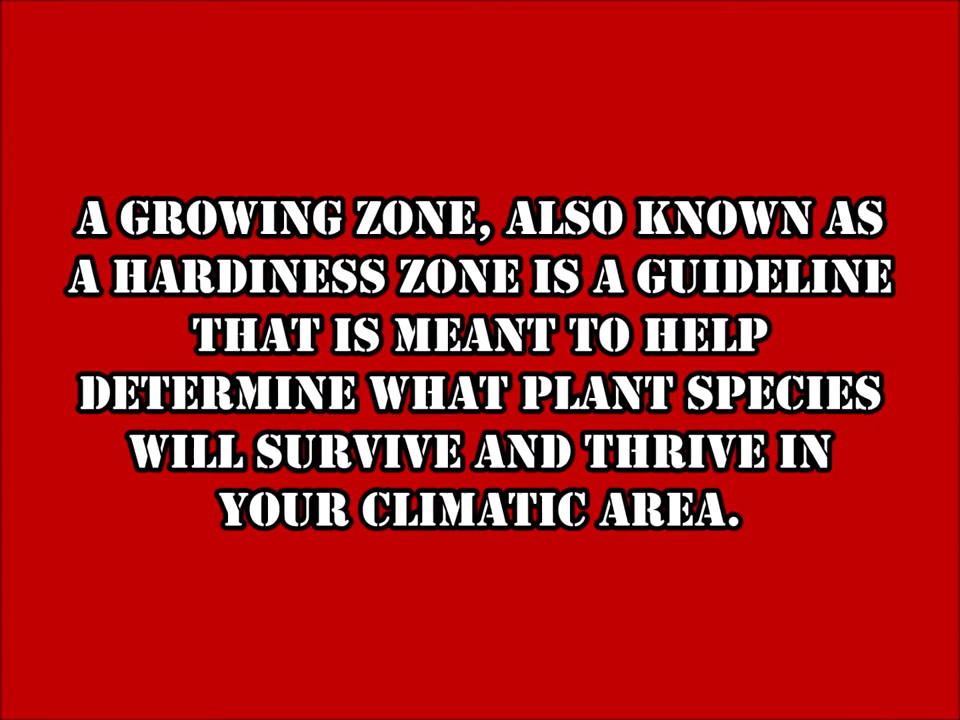 A GROWING ZONE, ALSO KNOWN AS
A HARDINESS ZONE IS A GUIDELINE
THAT IS MEANT TO HELP
DETERMINE WHAT PLANT SPECIES
WILL SURVIVE AND THRIVE IN
YOUR CLIMATIC AREA.